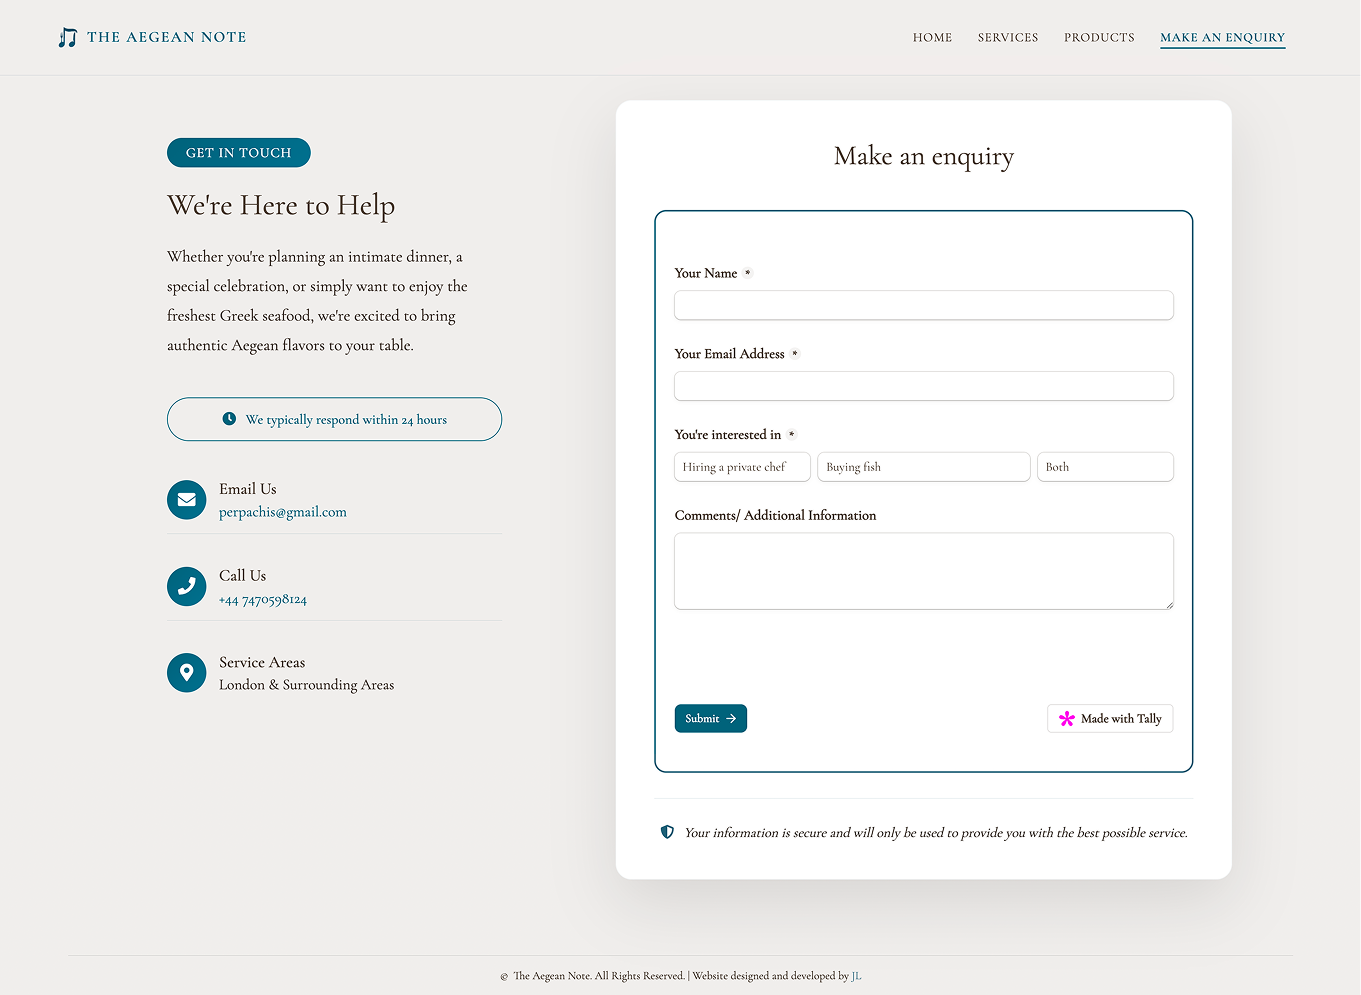 THE AEGEAN NOTE
HOME
SERVICES
PRODUCTS
MAKE AN ENQUIRY
GET IN TOUCH
We're Here to Help
Whether you're planning an intimate dinner, a
special celebration, or simply want to enjoy the
freshest Greek seafood, we're excited to bring
authentic Aegean flavors to your table.
We typically respond within 24 hours
Email Us
perpachis@gmail.com
Call Us
+44 7470598124
Service Areas
London & Surrounding Areas
Make an enquiry
Your Name *
Your Email Address *
You're interested in *
Hiring a private chef
Buying fish
Both
Comments/ Additional Information
Submit →
Made with Tally
Your information is secure and will only be used to provide you with the best possible service.
© The Aegean Note. All Rights Reserved. | Website designed and developed by JL